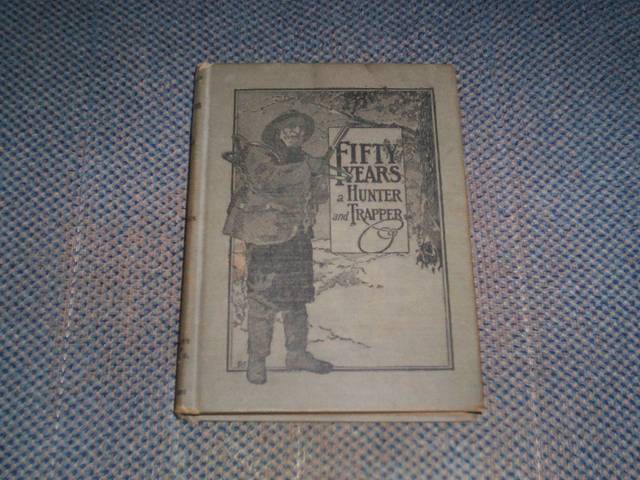 FIFTY
YEARS
a HUNTER
and TRAPPER